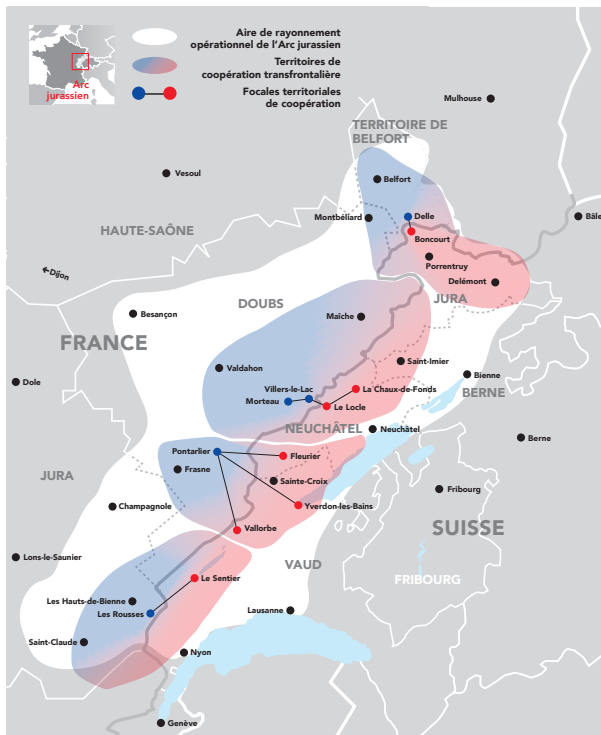 Aire de rayonnement
opérationnel de l'Arc jurassien
Territoires de
coopération transfrontalière
Focales territoriales
de coopération
Arc
jurassien
Mulhouse
TERRITOIRE DE
BELFORT
Vesoul
Belfort
Montbéliard
Delle
Bâle
Boncourt
HAUTE-SAÔNE
Porrentruy
←Dijon
Delémont
JURA
DOUBS
Besançon
Maîche
FRANCE
Saint-Imier
Valdahon
Bienne
Dole
Villers-le-Lac
La Chaux-de-Fonds
BERNE
Morteau
Le Locle
NEUCHÂTEL
Neuchâtel
Berne
Pontarlier
Fleurier
Frasne
JURA
Sainte-Croix
Fribourg
Champagnole
Yverdon-les-Bains
SUISSE
Vallorbe
Lons-le-Saunier
VAUD
Le Sentier
FRIBOURG
Les Hauts-de-Bienne
Les Rousses
Lausanne
Saint-Claude
Nyon
Genève